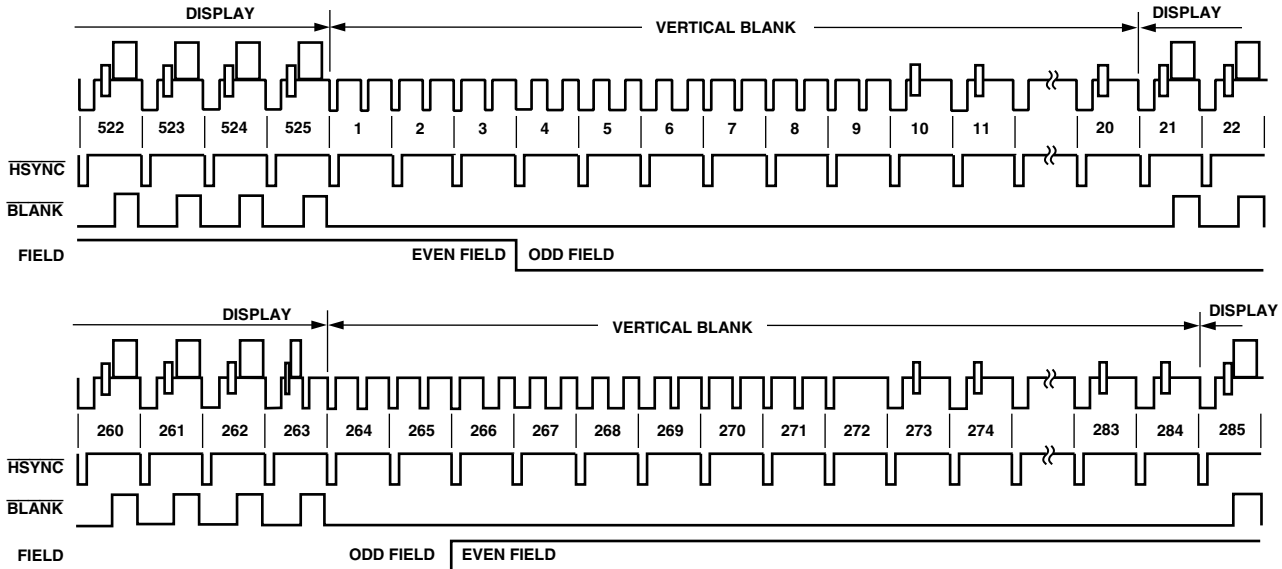 DISPLAY VERTICAL BLANK DISPLAY
522 523 524 525 1 2 3 4 5 6 7 8 9 10 11 20 21 22
HSYNC
BLANK
FIELD EVEN FIELD ODD FIELD
DISPLAY VERTICAL BLANK DISPLAY
260 261 262 263 264 265 266 267 268 269 270 271 272 273 274 283 284 285
HSYNC
BLANK
FIELD ODD FIELD EVEN FIELD